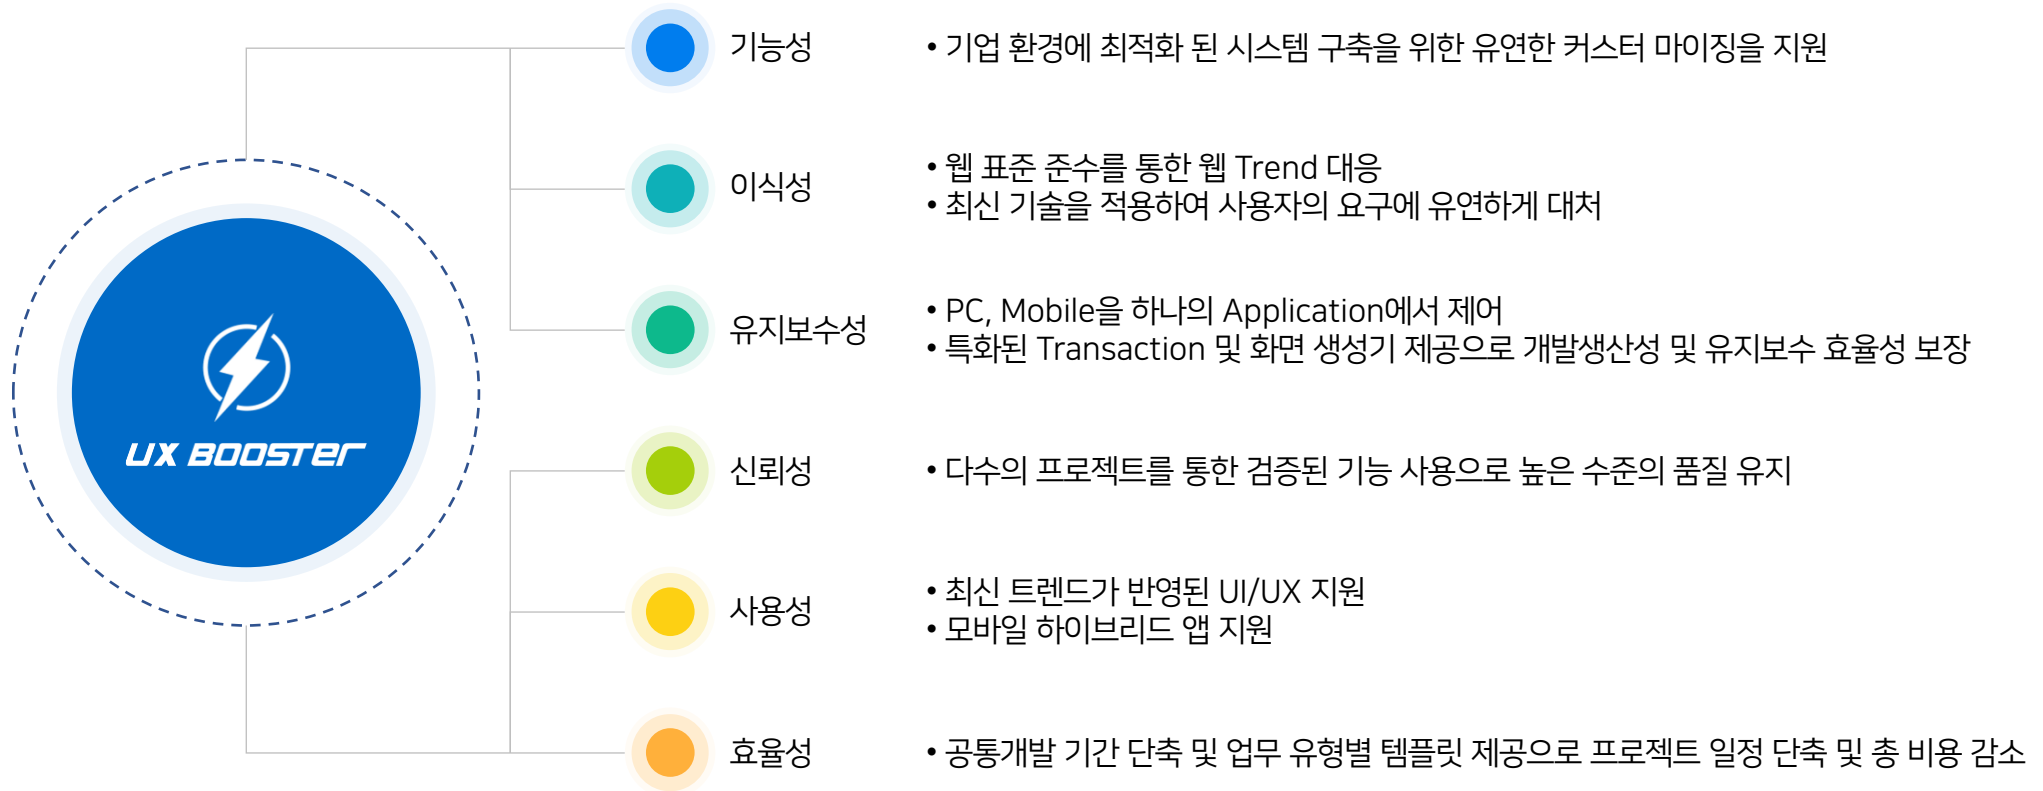 UX BOOSTER
기능성
• 기업 환경에 최적화 된 시스템 구축을 위한 유연한 커스터 마이징을 지원
이식성
• 웹 표준 준수를 통한 웹 Trend 대응
• 최신 기술을 적용하여 사용자의 요구에 유연하게 대처
유지보수성
• PC, Mobile을 하나의 Application에서 제어
• 특화된 Transaction 및 화면 생성기 제공으로 개발생산성 및 유지보수 효율성 보장
신뢰성
• 다수의 프로젝트를 통한 검증된 기능 사용으로 높은 수준의 품질 유지
사용성
• 최신 트렌드가 반영된 UI/UX 지원
• 모바일 하이브리드 앱 지원
효율성
• 공통개발 기간 단축 및 업무 유형별 템플릿 제공으로 프로젝트 일정 단축 및 총 비용 감소